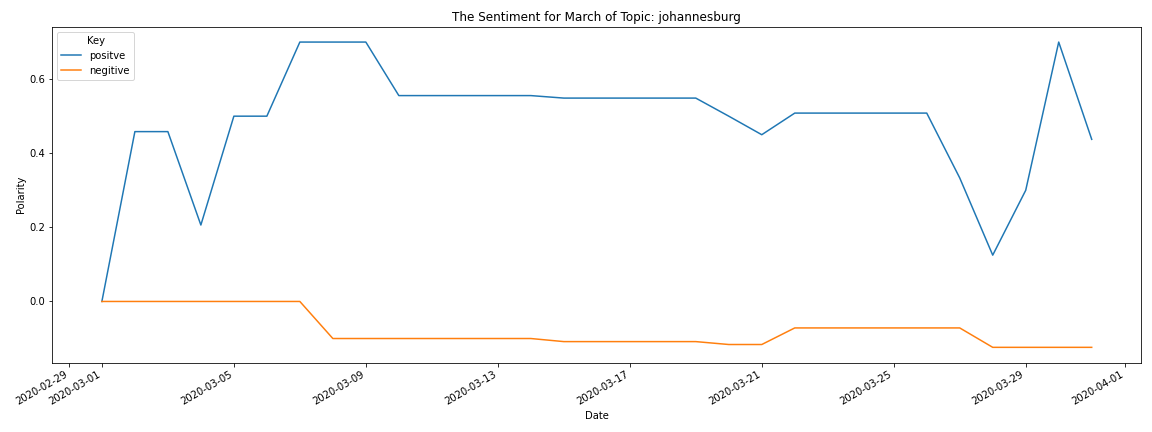 The Sentiment for March of Topic: johannesburg
Key
positve
negitive
Polarity
0.6
0.4
0.2
0.0
2020-02-29
2020-03-01
2020-03-05
2020-03-09
2020-03-13
2020-03-17
2020-03-21
2020-03-25
2020-03-29
2020-04-01
Date